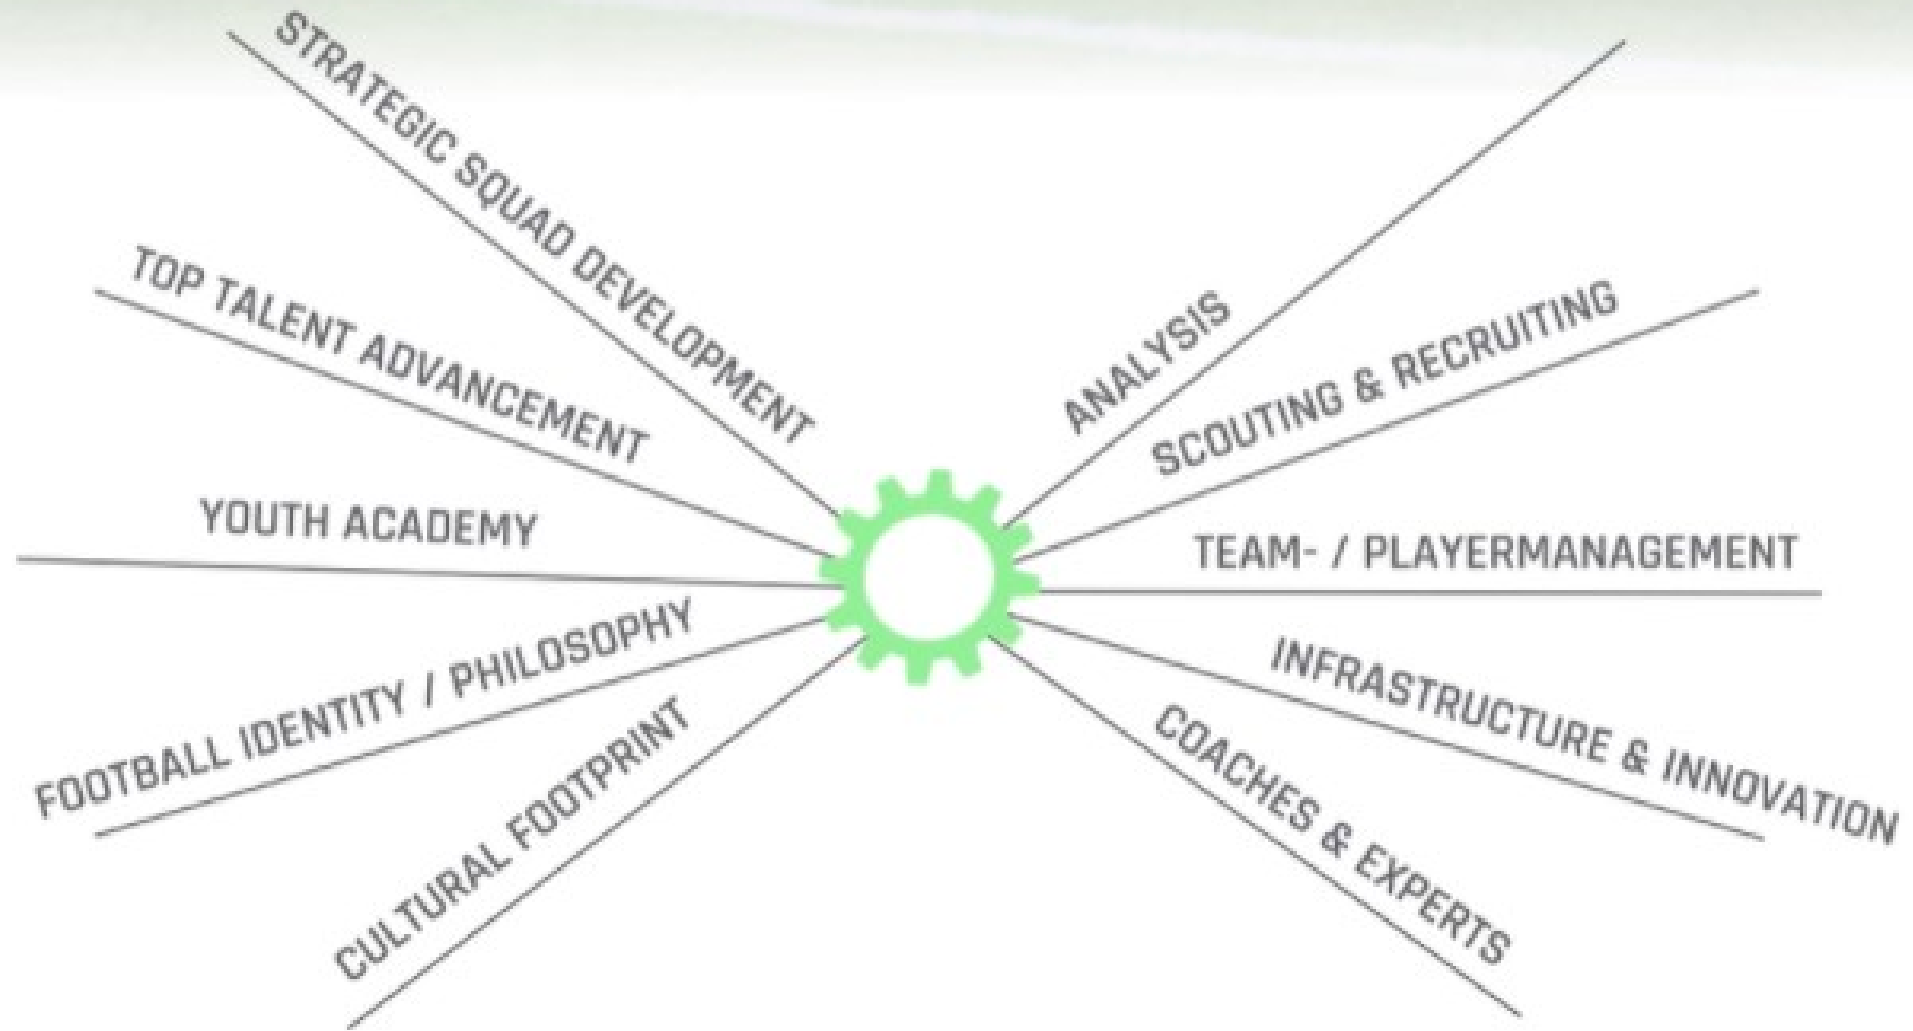 STRATEGIC SQUAD DEVELOPMENT
TOP TALENT ADVANCEMENT
YOUTH ACADEMY
FOOTBALL IDENTITY / PHILOSOPHY
CULTURAL FOOTPRINT
ANALYSIS
SCOUTING & RECRUITING
TEAM- / PLAYERMANAGEMENT
INFRASTRUCTURE & INNOVATION
COACHES & EXPERTS